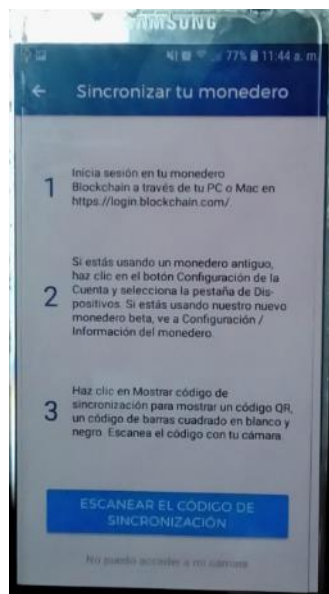 SAMSUNG
77% 11:44 a. m.
Sincronizar tu monedero
1
Inicia sesión en tu monedero
Blockchain a través de tu PC o Mac en
https://login.blockchain.com/.
2
Si estás usando un monedero antiguo,
haz clic en el botón Configuración de la
Cuenta y selecciona la pestaña de Dis-
positivos. Si estás usando nuestro nuevo
monedero beta, ve a Configuración /
Información del monedero.
3
Haz clic en Mostrar código de
sincronización para mostrar un código QR,
un código de barras cuadrado en blanco y
negro. Escanea el código con tu cámara.
ESCANEAR EL CÓDIGO DE
SINCRONIZACIÓN
No puedo acceder a mi cámara